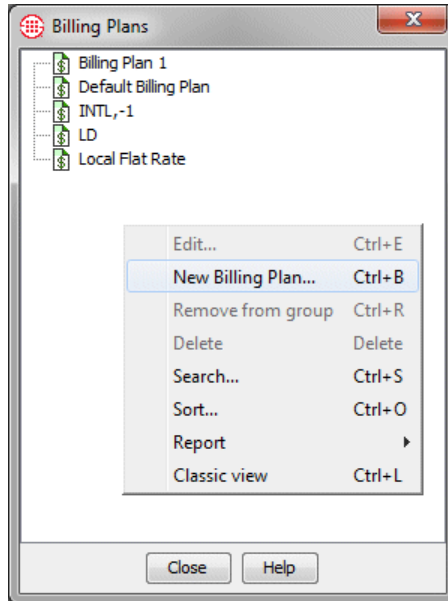 Billing Plans
Billing Plan 1
Default Billing Plan
INTL,-1
LD
Local Flat Rate
Edit... Ctrl+E
New Billing Plan... Ctrl+B
Remove from group Ctrl+R
Delete Delete
Search... Ctrl+S
Sort... Ctrl+O
Report
Classic view Ctrl+L
Close Help